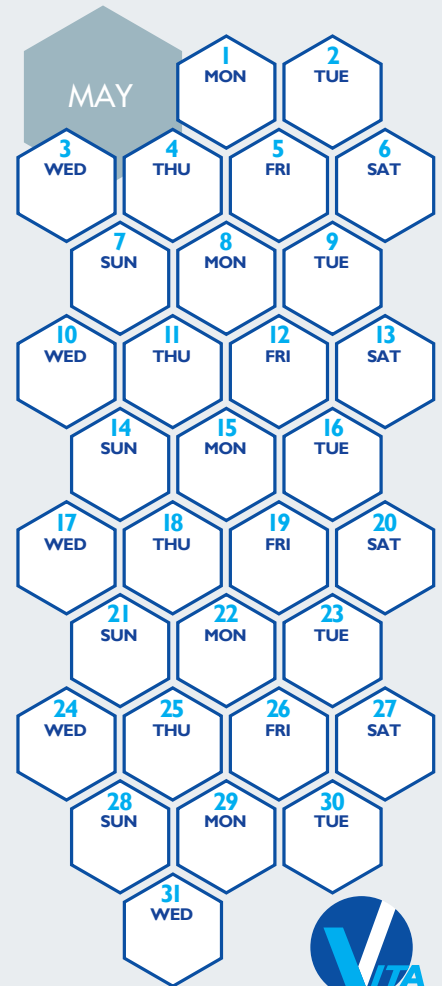 MAY
1 2
MON TUE
3 4 5 6
WED THU FRI SAT
7 8 9
SUN MON TUE
10 11 12 13
WED THU FRI SAT
14 15 16
SUN MON TUE
17 18 19 20
WED THU FRI SAT
21 22 23
SUN MON TUE
24 25 26 27
WED THU FRI SAT
28 29 30
SUN MON TUE
31
WED
VITA